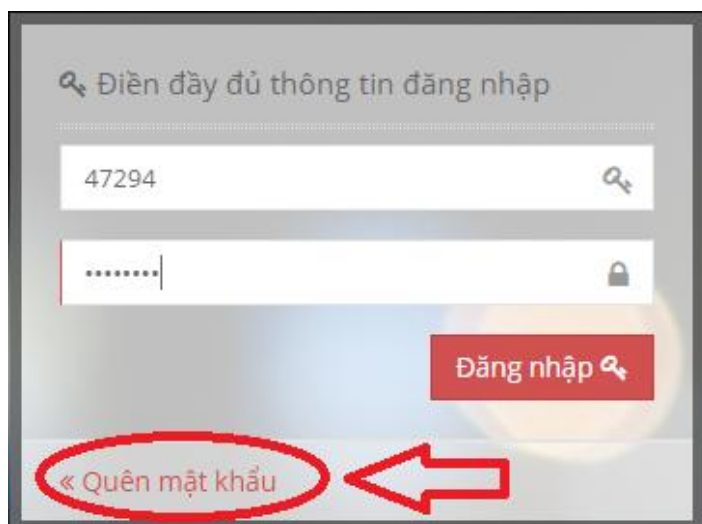 Điền đầy đủ thông tin đăng nhập
47294
••••••••
Đăng nhập
« Quên mật khẩu